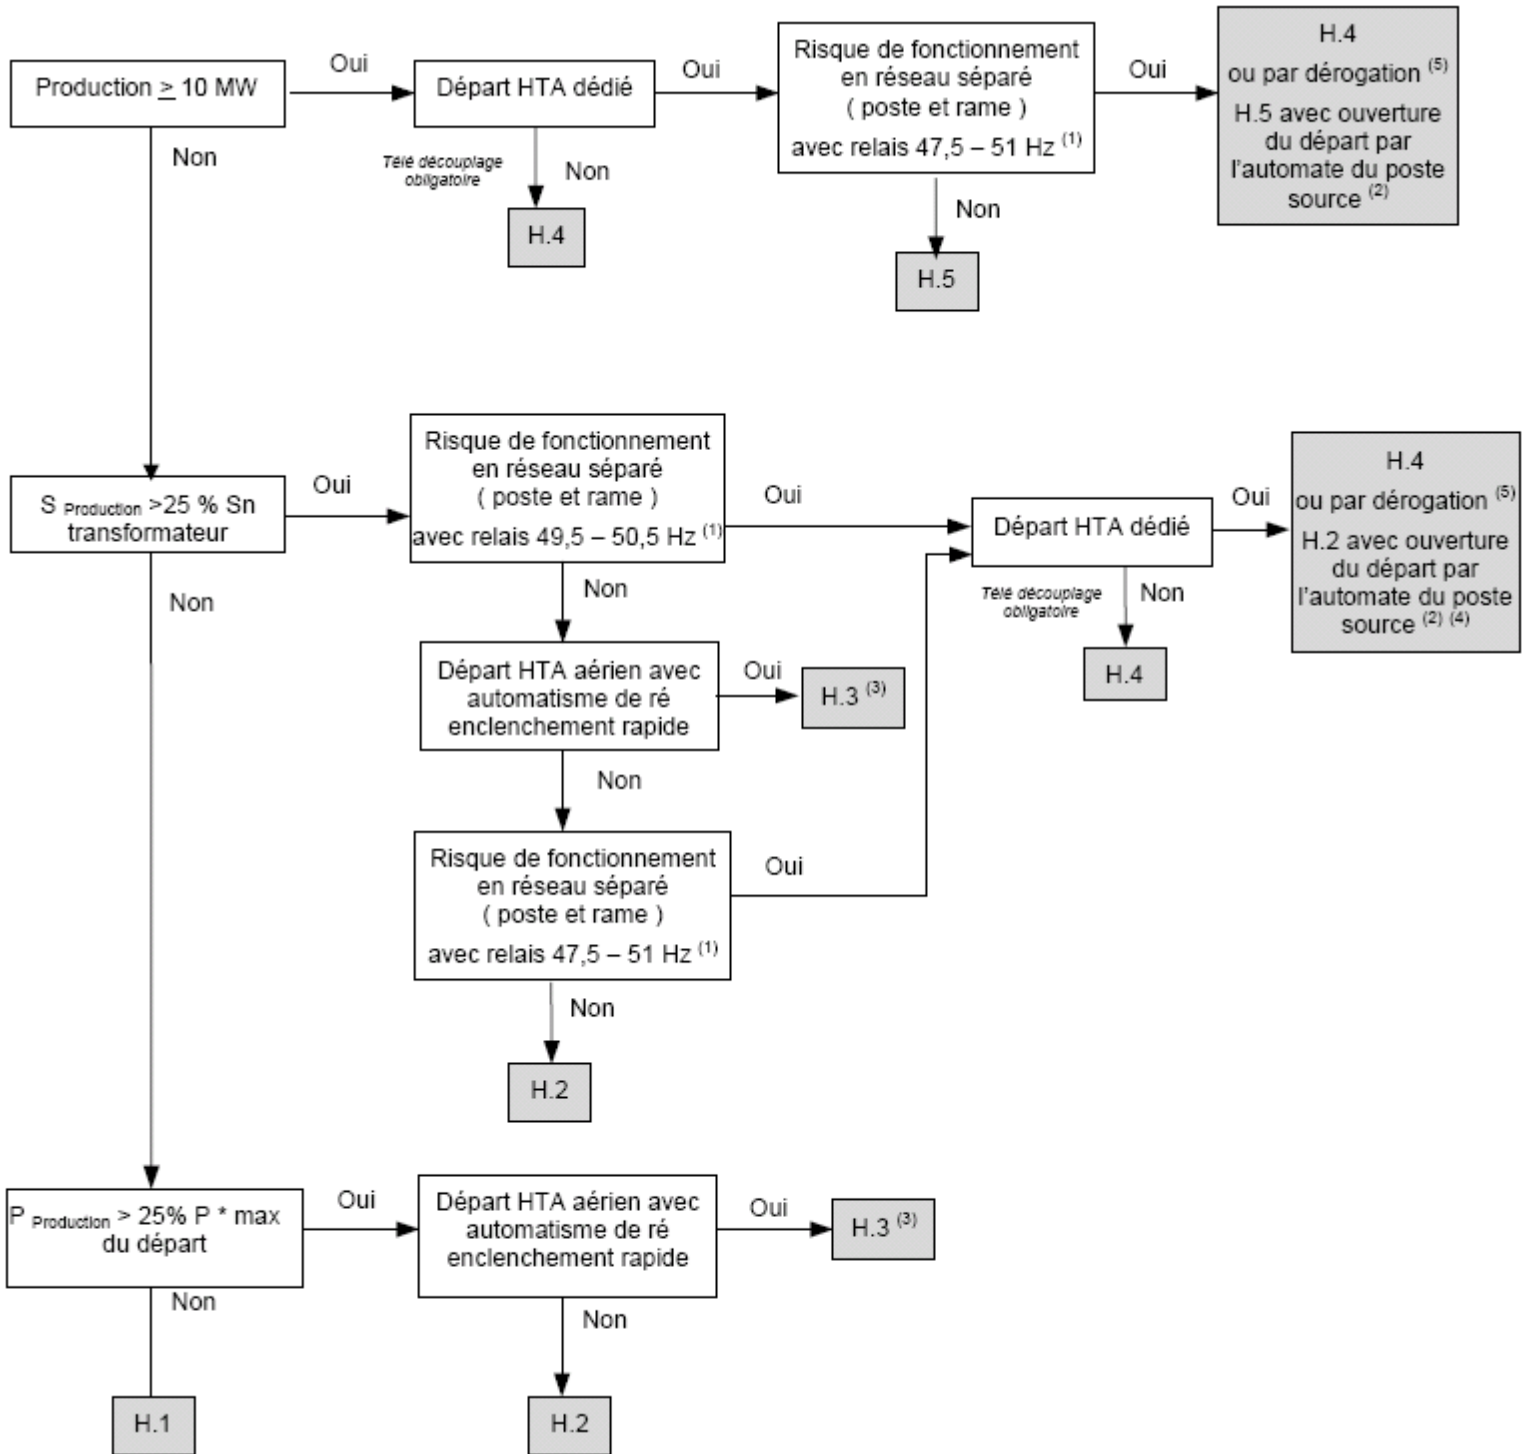 Production ≥ 10 MW
Oui
Départ HTA dédié
Oui
Risque de fonctionnement
en réseau séparé
( poste et rame )
avec relais 47,5 – 51 Hz (1)
Oui
H.4
ou par dérogation (5)
H.5 avec ouverture
du départ par
l'automate du poste
source (2)
Non
Télé découplage
obligatoire
Non
H.4
Non
H.5
S Production >25 % Sn
transformateur
Oui
Risque de fonctionnement
en réseau séparé
( poste et rame )
avec relais 49,5 – 50,5 Hz (1)
Oui
Départ HTA dédié
Oui
H.4
ou par dérogation (5)
H.2 avec ouverture
du départ par
l'automate du poste
source (2) (4)
Non
Non
Télé découplage
obligatoire
Non
H.4
Départ HTA aérien avec
automatisme de ré
enclenchement rapide
Oui
H.3 (3)
Non
Risque de fonctionnement
en réseau séparé
( poste et rame )
avec relais 47,5 – 51 Hz (1)
Oui
Non
H.2
P Production > 25% P * max
du départ
Oui
Départ HTA aérien avec
automatisme de ré
enclenchement rapide
Oui
H.3 (3)
Non
Non
H.1
H.2